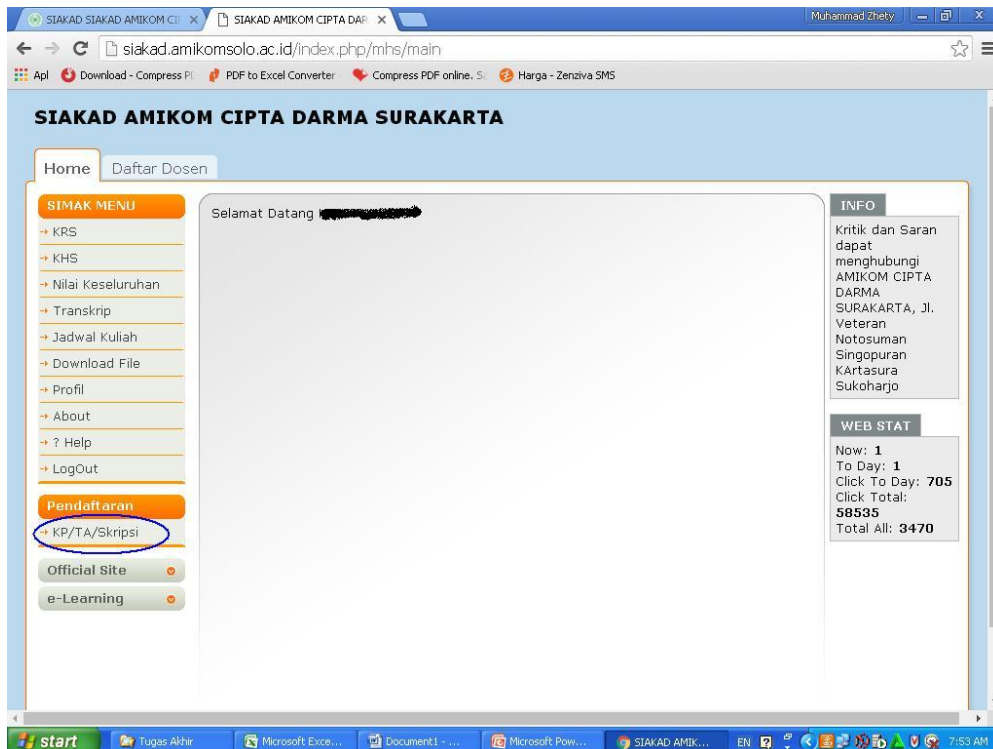 SIAKAD SIAKAD AMIKOM CI
SIAKAD AMIKOM CIPTA DAR
Muhammad Zhety
siakad.amikomsolo.ac.id/index.php/mhs/main
Apl
Download - Compress P
PDF to Excel Converter
Compress PDF online. S
Harga - Zenziva SMS
SIAKAD AMIKOM CIPTA DARMA SURAKARTA
Home
Daftar Dosen
SIMAK MENU
KRS
KHS
Nilai Keseluruhan
Transkrip
Jadwal Kuliah
Download File
Profil
About
? Help
LogOut
Pendaftaran
KP/TA/Skripsi
Official Site
e-Learning
Selamat Datang
INFO
Kritik dan Saran
dapat
menghubungi
AMIKOM CIPTA
DARMA
SURAKARTA, Jl.
Veteran
Notosuman
Singopuran
KArtasura
Sukoharjo
WEB STAT
Now: 1
To Day: 1
Click To Day: 705
Click Total:
58535
Total All: 3470
start
Tugas Akhir
Microsoft Exce...
Document1 - ...
Microsoft Pow...
SIAKAD AMIK...
EN
7:53 AM